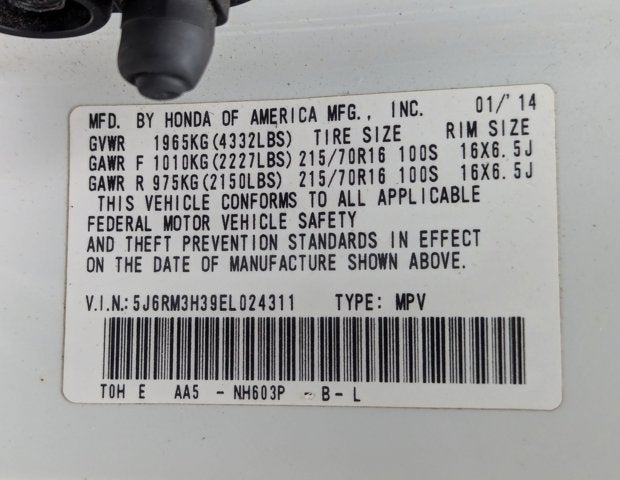 MFD. BY HONDA OF AMERICA MFG., INC. 01/'14
GVWR 1965KG(4332LBS) TIRE SIZE RIM SIZE
GAWR F 1010KG(2227LBS) 215/70R16 100S 16X6.5J
GAWR R 975KG(2150LBS) 215/70R16 100S 16X6.5J
THIS VEHICLE CONFORMS TO ALL APPLICABLE
FEDERAL MOTOR VEHICLE SAFETY
AND THEFT PREVENTION STANDARDS IN EFFECT
ON THE DATE OF MANUFACTURE SHOWN ABOVE.
V.I.N.: 5J6RM3H39EL024311 TYPE: MPV
TOH E AA5 - NH603P - B - L